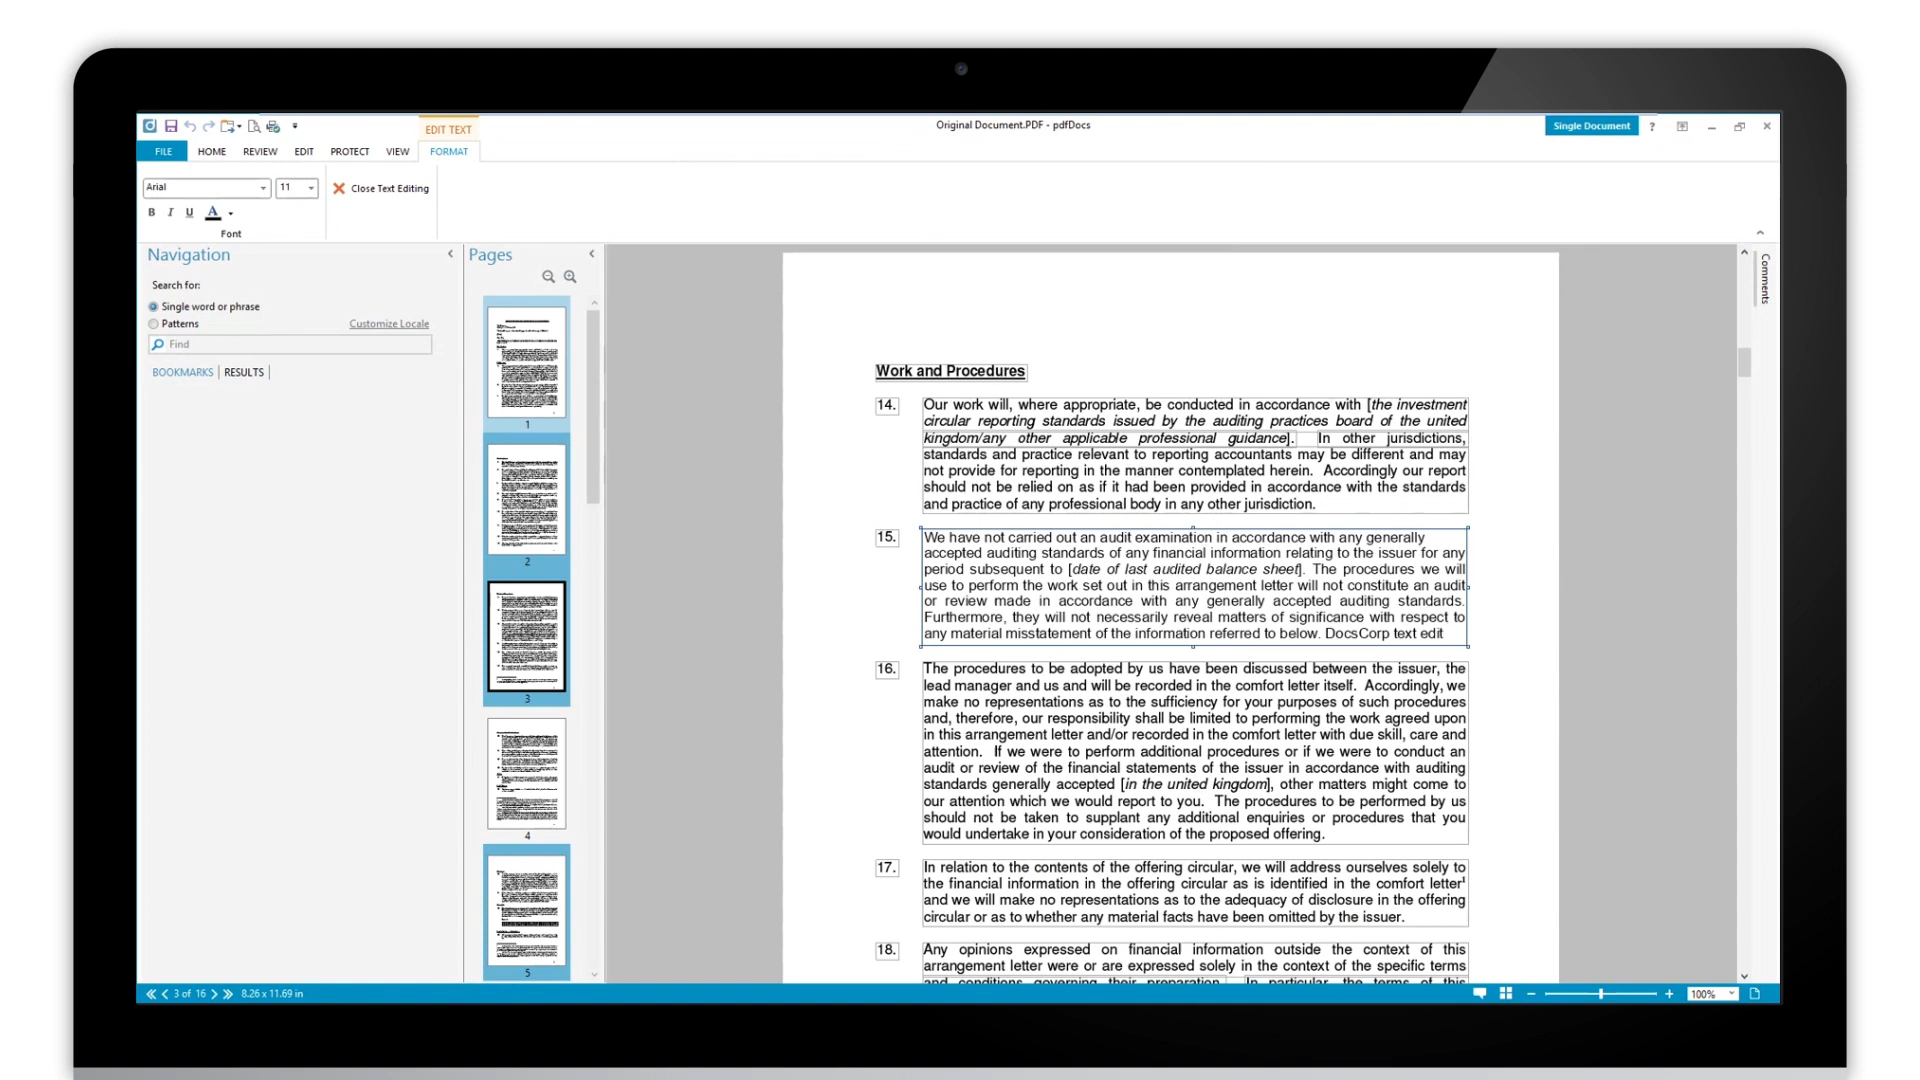 EDIT TEXT
Original Document.PDF - pdfDocs
Single Document
?
FILE
HOME
REVIEW
EDIT
PROTECT
VIEW
FORMAT
Arial
11
Close Text Editing
B I U A
Font
Navigation
Search for:
Single word or phrase
Patterns
Customize Locale
Find
BOOKMARKS
RESULTS
Pages
1
2
3
4
5
Work and Procedures
14. Our work will, where appropriate, be conducted in accordance with [the investment
circular reporting standards issued by the auditing practices board of the united
kingdom/any other applicable professional guidance]. In other jurisdictions,
standards and practice relevant to reporting accountants may be different and may
not provide for reporting in the manner contemplated herein. Accordingly our report
should not be relied on as if it had been provided in accordance with the standards
and practice of any professional body in any other jurisdiction.
15. We have not carried out an audit examination in accordance with any generally
accepted auditing standards of any financial information relating to the issuer for any
period subsequent to [date of last audited balance sheet]. The procedures we will
use to perform the work set out in this arrangement letter will not constitute an audit
or review made in accordance with any generally accepted auditing standards.
Furthermore, they will not necessarily reveal matters of significance with respect to
any material misstatement of the information referred to below. DocsCorp text edit
16. The procedures to be adopted by us have been discussed between the issuer, the
lead manager and us and will be recorded in the comfort letter itself. Accordingly, we
make no representations as to the sufficiency for your purposes of such procedures
and, therefore, our responsibility shall be limited to performing the work agreed upon
in this arrangement letter and/or recorded in the comfort letter with due skill, care and
attention. If we were to perform additional procedures or if we were to conduct an
audit or review of the financial statements of the issuer in accordance with auditing
standards generally accepted [in the united kingdom], other matters might come to
our attention which we would report to you. The procedures to be performed by us
should not be taken to supplant any additional enquiries or procedures that you
would undertake in your consideration of the proposed offering.
17. In relation to the contents of the offering circular, we will address ourselves solely to
the financial information in the offering circular as is identified in the comfort letter¹
and we will make no representations as to the adequacy of disclosure in the offering
circular or as to whether any material facts have been omitted by the issuer.
18. Any opinions expressed on financial information outside the context of this
arrangement letter were or are expressed solely in the context of the specific terms
and conditions governing their preparation. In particular, the terms of this
Comments
3 of 16
8.26 x 11.69 in
100%